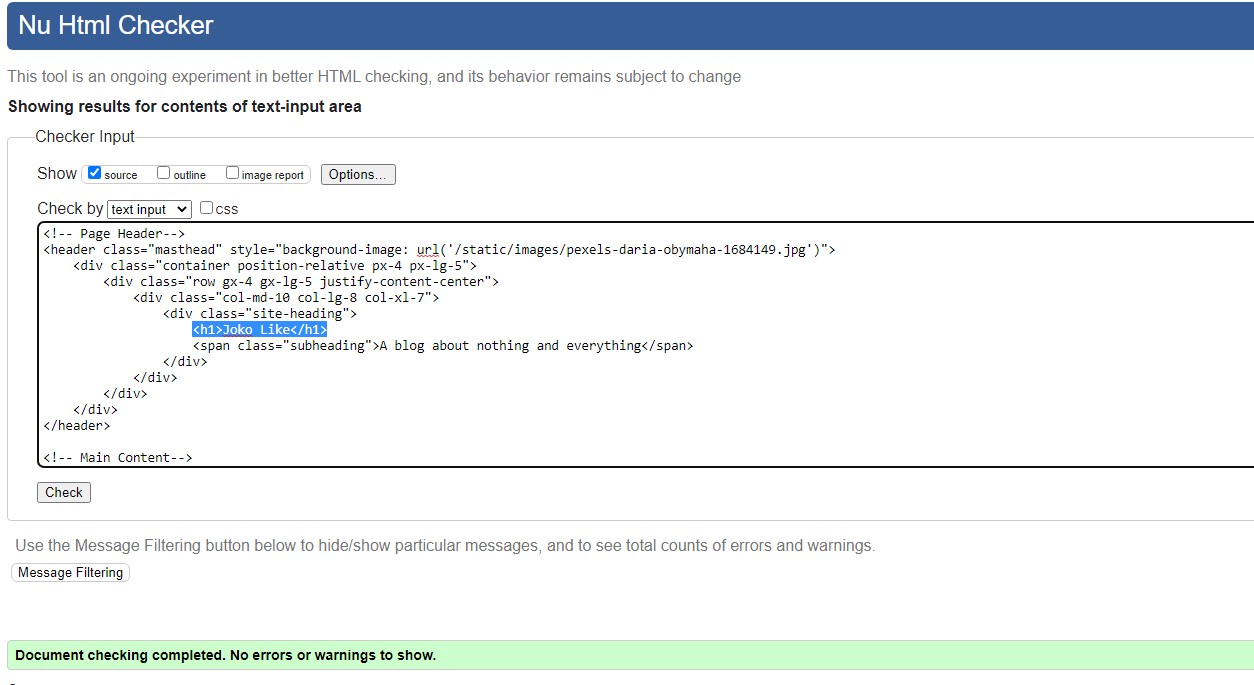 Nu Html Checker
This tool is an ongoing experiment in better HTML checking, and its behavior remains subject to change
Showing results for contents of text-input area
Checker Input
Show source outline image report Options...
Check by text input css
<!-- Page Header-->
<header class="masthead" style="background-image: url('/static/images/pexels-daria-obymaha-1684149.jpg')">
    <div class="container position-relative px-4 px-lg-5">
        <div class="row gx-4 gx-lg-5 justify-content-center">
            <div class="col-md-10 col-lg-8 col-xl-7">
                <div class="site-heading">
                    <h1>Joko Like</h1>
                    <span class="subheading">A blog about nothing and everything</span>
                </div>
            </div>
        </div>
    </div>
</header>
<!-- Main Content-->
Check
Use the Message Filtering button below to hide/show particular messages, and to see total counts of errors and warnings.
Message Filtering
Document checking completed. No errors or warnings to show.